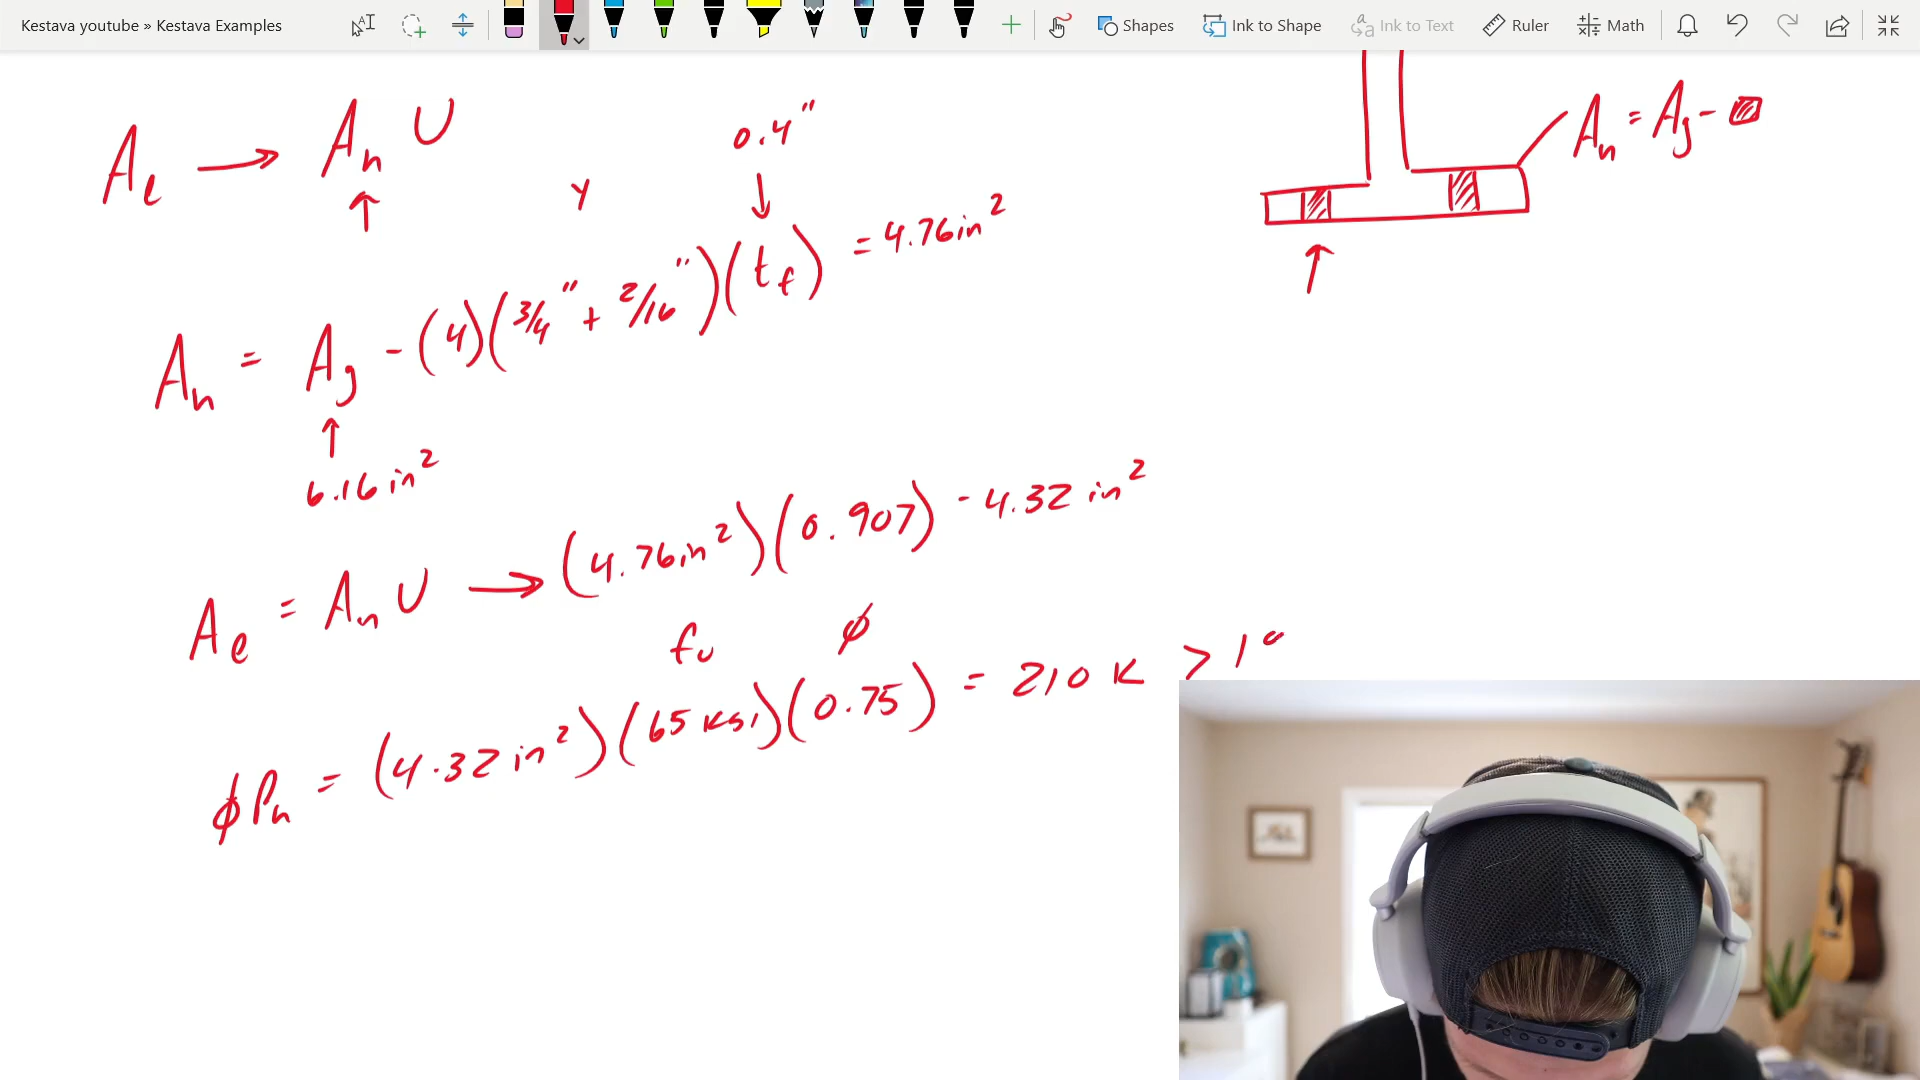 Kestava youtube » Kestava Examples
Shapes
Ink to Shape
Ink to Text
Ruler
Math
Ae → An U
0.4"
An = Ag -
Y
An = Ag - (4)(3/4" + 2/16")(tf) = 4.76in²
6.16in²
Ae = An U → (4.76in²)(0.907) - 4.32 in²
fu ϕ
ϕPn = (4.32in²)(65 ksi)(0.75) = 210 K > 1